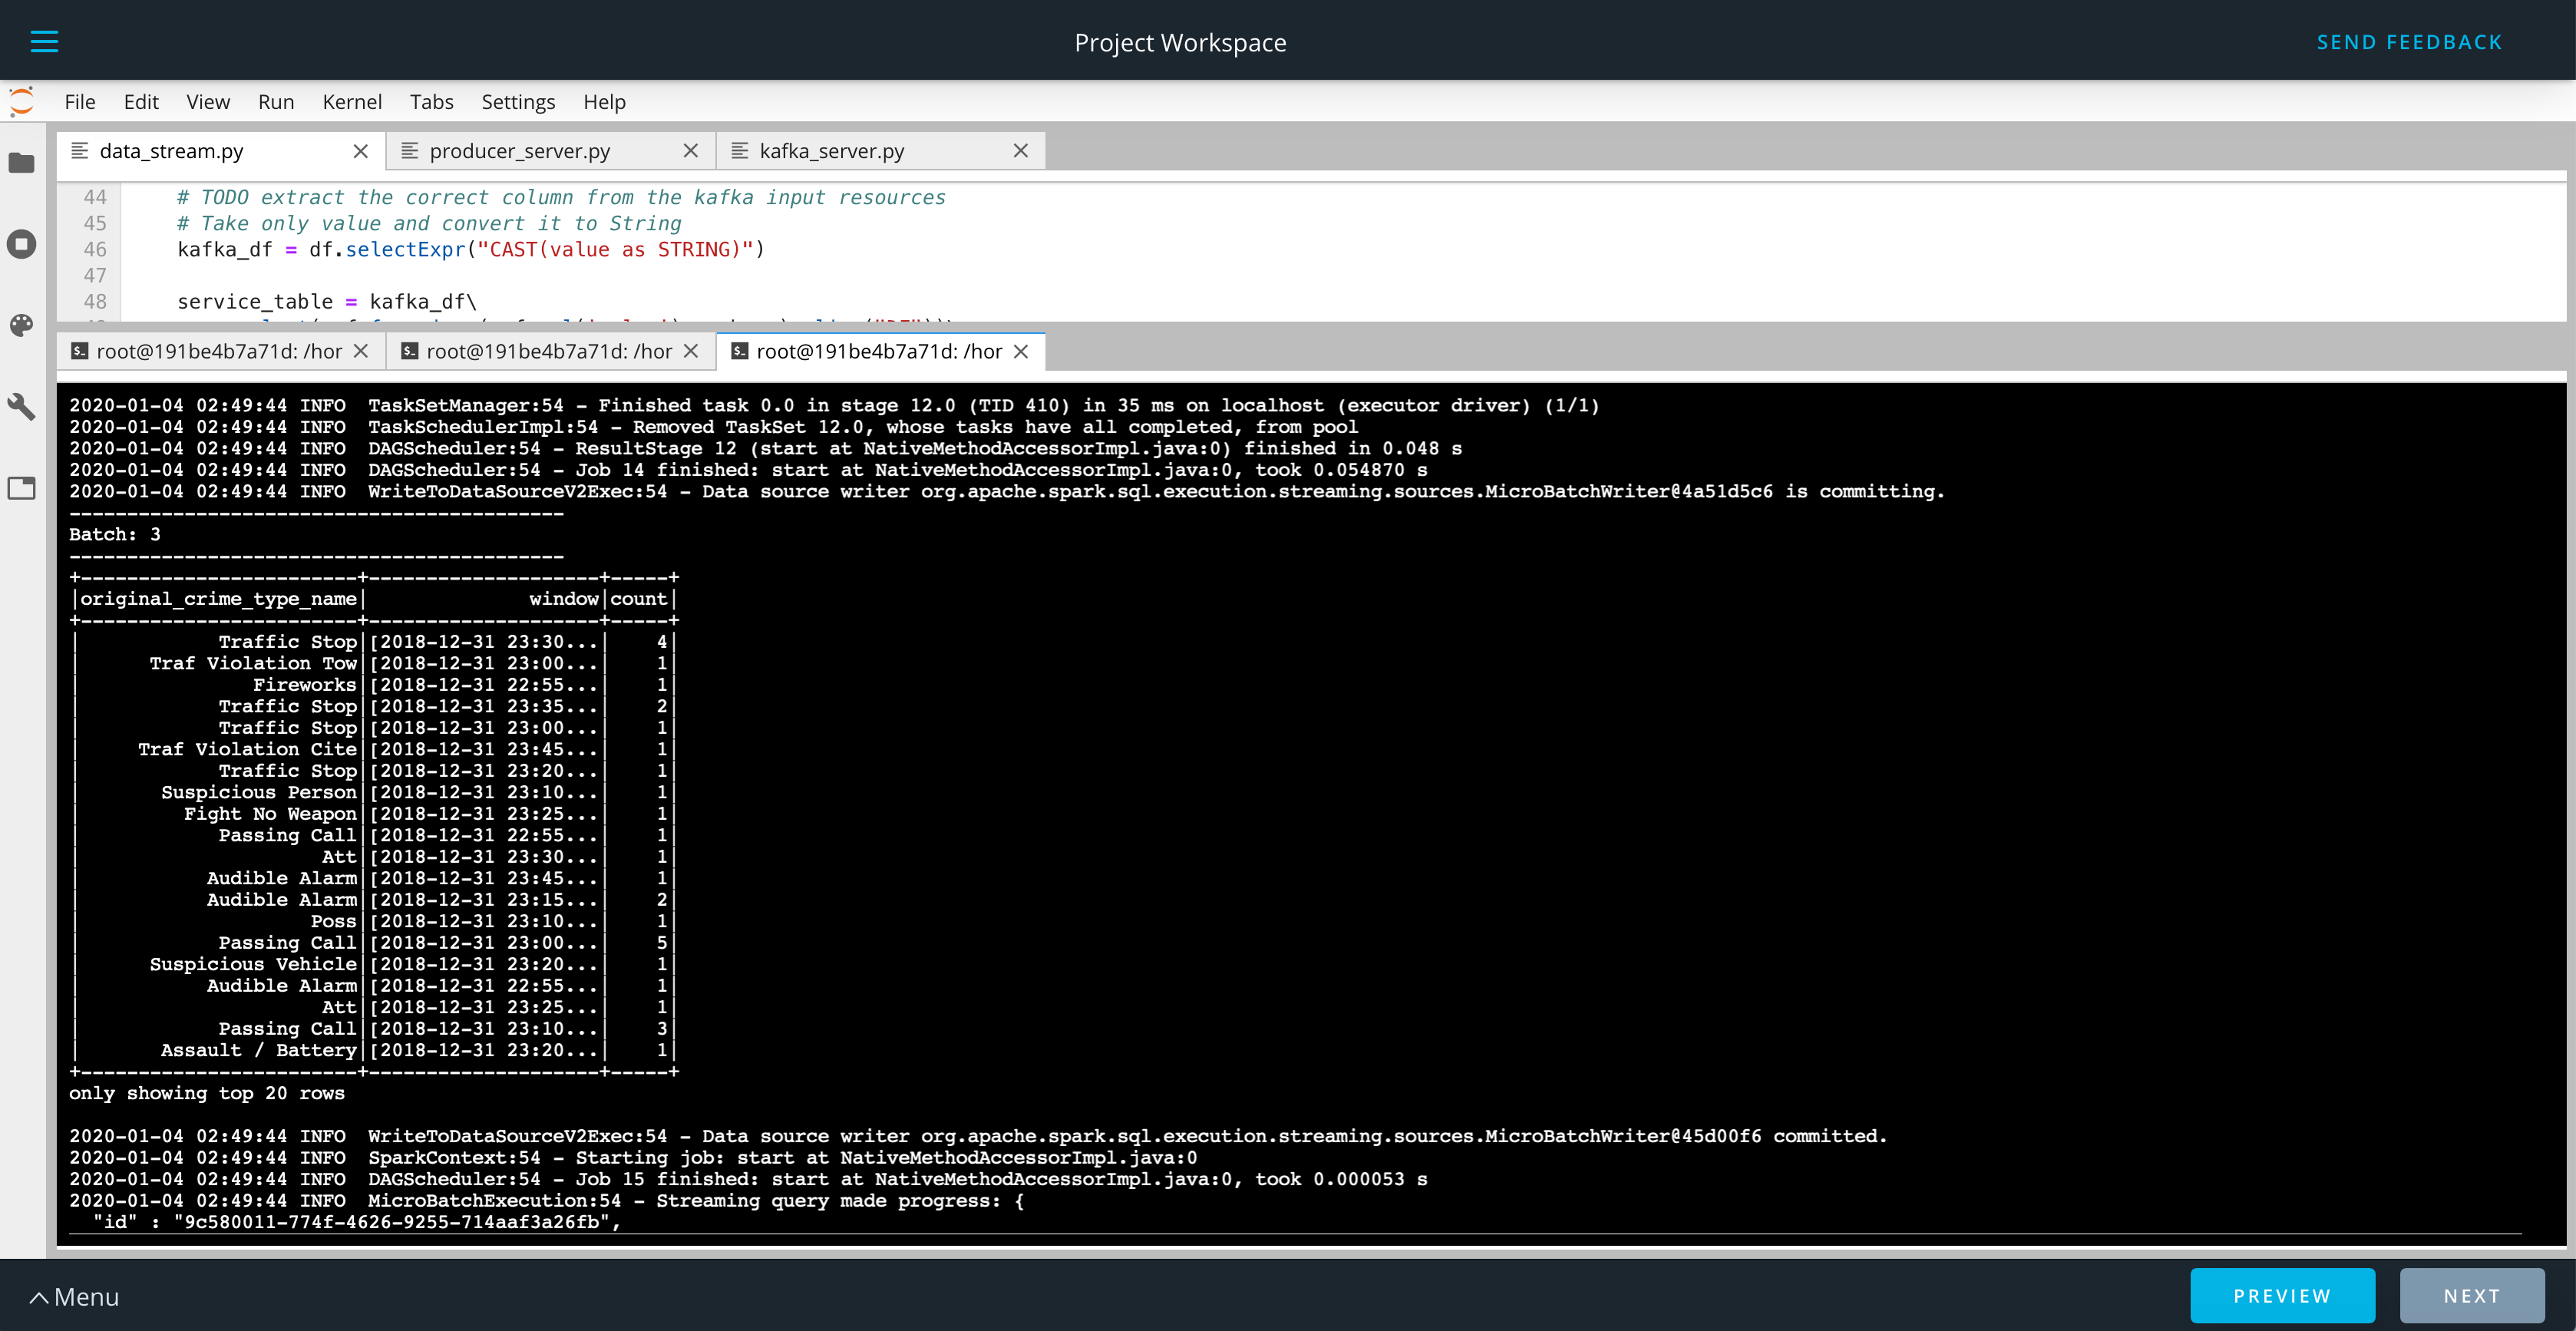 Project Workspace
SEND FEEDBACK
File Edit View Run Kernel Tabs Settings Help
data_stream.py producer_server.py kafka_server.py
44 # TODO extract the correct column from the kafka input resources
45 # Take only value and convert it to String
46 kafka_df = df.selectExpr("CAST(value as STRING)")
47
48 service_table = kafka_df\
root@191be4b7a71d: /hor root@191be4b7a71d: /hor root@191be4b7a71d: /hor
2020-01-04 02:49:44 INFO  TaskSetManager:54 - Finished task 0.0 in stage 12.0 (TID 410) in 35 ms on localhost (executor driver) (1/1)
2020-01-04 02:49:44 INFO  TaskSchedulerImpl:54 - Removed TaskSet 12.0, whose tasks have all completed, from pool
2020-01-04 02:49:44 INFO  DAGScheduler:54 - ResultStage 12 (start at NativeMethodAccessorImpl.java:0) finished in 0.048 s
2020-01-04 02:49:44 INFO  DAGScheduler:54 - Job 14 finished: start at NativeMethodAccessorImpl.java:0, took 0.054870 s
2020-01-04 02:49:44 INFO  WriteToDataSourceV2Exec:54 - Data source writer org.apache.spark.sql.execution.streaming.sources.MicroBatchWriter@4a51d5c6 is committing.
-------------------------------------------
Batch: 3
-------------------------------------------
+------------------------+--------------------+-----+
|original_crime_type_name|              window|count|
+------------------------+--------------------+-----+
|            Traffic Stop|[2018-12-31 23:30...|    4|
|      Traf Violation Tow|[2018-12-31 23:00...|    1|
|               Fireworks|[2018-12-31 22:55...|    1|
|            Traffic Stop|[2018-12-31 23:35...|    2|
|            Traffic Stop|[2018-12-31 23:00...|    1|
|     Traf Violation Cite|[2018-12-31 23:45...|    1|
|            Traffic Stop|[2018-12-31 23:20...|    1|
|       Suspicious Person|[2018-12-31 23:10...|    1|
|         Fight No Weapon|[2018-12-31 23:25...|    1|
|            Passing Call|[2018-12-31 22:55...|    1|
|                     Att|[2018-12-31 23:30...|    1|
|           Audible Alarm|[2018-12-31 23:45...|    1|
|           Audible Alarm|[2018-12-31 23:15...|    2|
|                    Poss|[2018-12-31 23:10...|    1|
|            Passing Call|[2018-12-31 23:00...|    5|
|      Suspicious Vehicle|[2018-12-31 23:20...|    1|
|           Audible Alarm|[2018-12-31 22:55...|    1|
|                     Att|[2018-12-31 23:25...|    1|
|            Passing Call|[2018-12-31 23:10...|    3|
|       Assault / Battery|[2018-12-31 23:20...|    1|
+------------------------+--------------------+-----+
only showing top 20 rows
2020-01-04 02:49:44 INFO  WriteToDataSourceV2Exec:54 - Data source writer org.apache.spark.sql.execution.streaming.sources.MicroBatchWriter@45d00f6 committed.
2020-01-04 02:49:44 INFO  SparkContext:54 - Starting job: start at NativeMethodAccessorImpl.java:0
2020-01-04 02:49:44 INFO  DAGScheduler:54 - Job 15 finished: start at NativeMethodAccessorImpl.java:0, took 0.000053 s
2020-01-04 02:49:44 INFO  MicroBatchExecution:54 - Streaming query made progress: {
"id" : "9c580011-774f-4626-9255-714aaf3a26fb",
Menu
PREVIEW NEXT